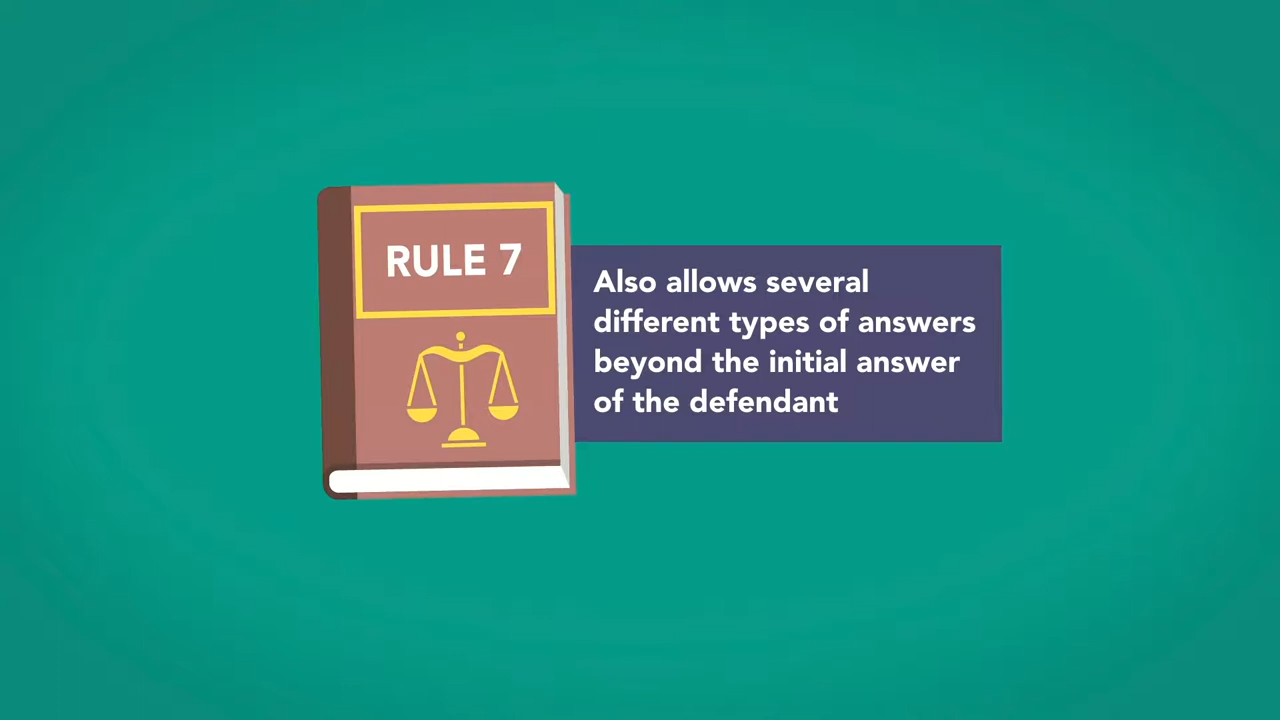 RULE 7
Also allows several
different types of answers
beyond the initial answer
of the defendant